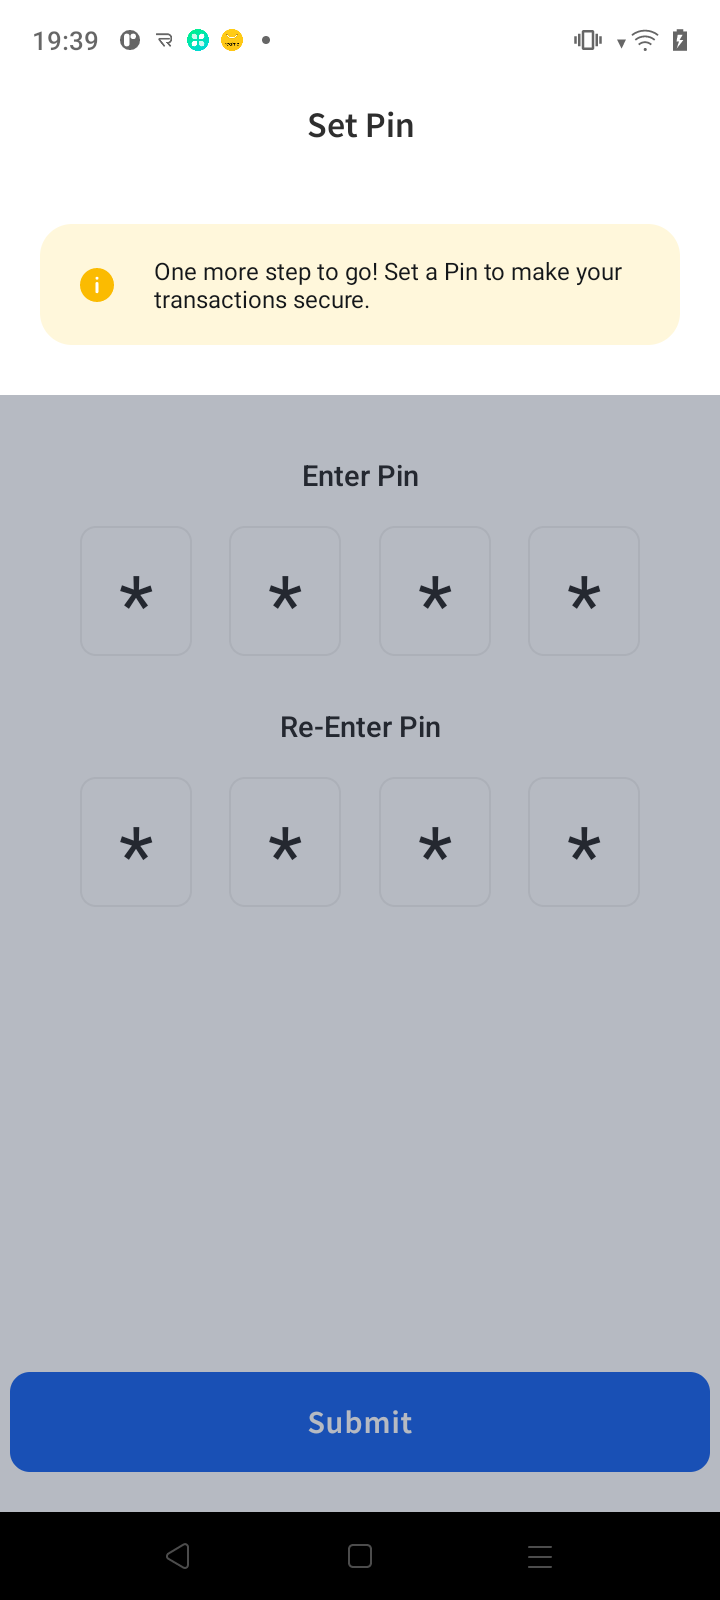 19:39
Set Pin
One more step to go! Set a Pin to make your
transactions secure.
Enter Pin
* * * *
Re-Enter Pin
* * * *
Submit